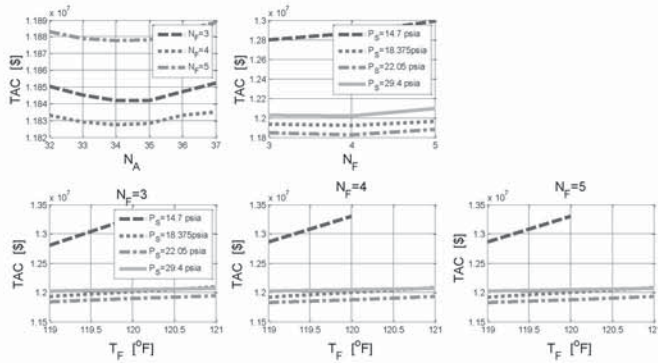 x 10^7
1.189
1.188
1.187
1.186
1.185
1.184
1.183
1.182
TAC [$]
32 33 34 35 36 37
N_A
N_F=3
N_F=4
N_F=5
x 10^7
1.3
1.28
1.26
1.24
1.22
1.2
1.18
TAC [$]
3 4 5
N_F
P_S=14.7 psia
P_S=18.375psia
P_S=22.05 psia
P_S=29.4 psia
N_F=3
x 10^7
1.35
1.3
1.25
1.2
1.15
TAC [$]
119 119.5 120 120.5 121
T_F [°F]
P_S=14.7 psia
P_S=18.375psia
P_S=22.05 psia
P_S=29.4 psia
N_F=4
x 10^7
1.35
1.3
1.25
1.2
1.15
TAC [$]
119 119.5 120 120.5 121
T_F [°F]
N_F=5
x 10^7
1.35
1.3
1.25
1.2
1.15
TAC [$]
119 119.5 120 120.5 121
T_F [°F]